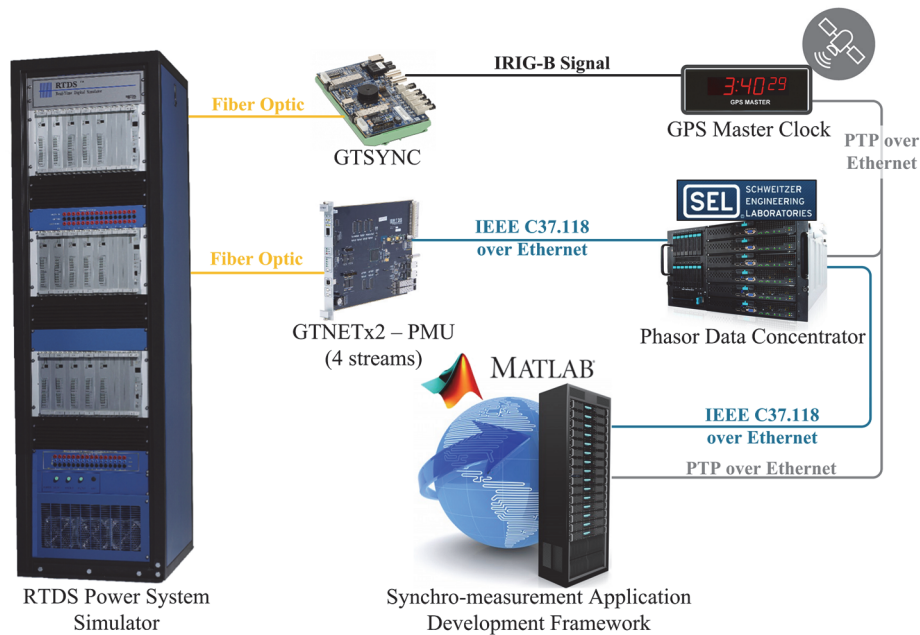 RTDS
IRIG-B Signal
3:40 29
GPS MASTER
GPS Master Clock
Fiber Optic
GTSYNC
PTP over
Ethernet
SEL
SCHWEITZER
ENGINEERING
LABORATORIES
IEEE C37.118
over Ethernet
Fiber Optic
GTNETx2 – PMU
(4 streams)
Phasor Data Concentrator
MATLAB
IEEE C37.118
over Ethernet
PTP over Ethernet
RTDS Power System
Simulator
Synchro-measurement Application
Development Framework